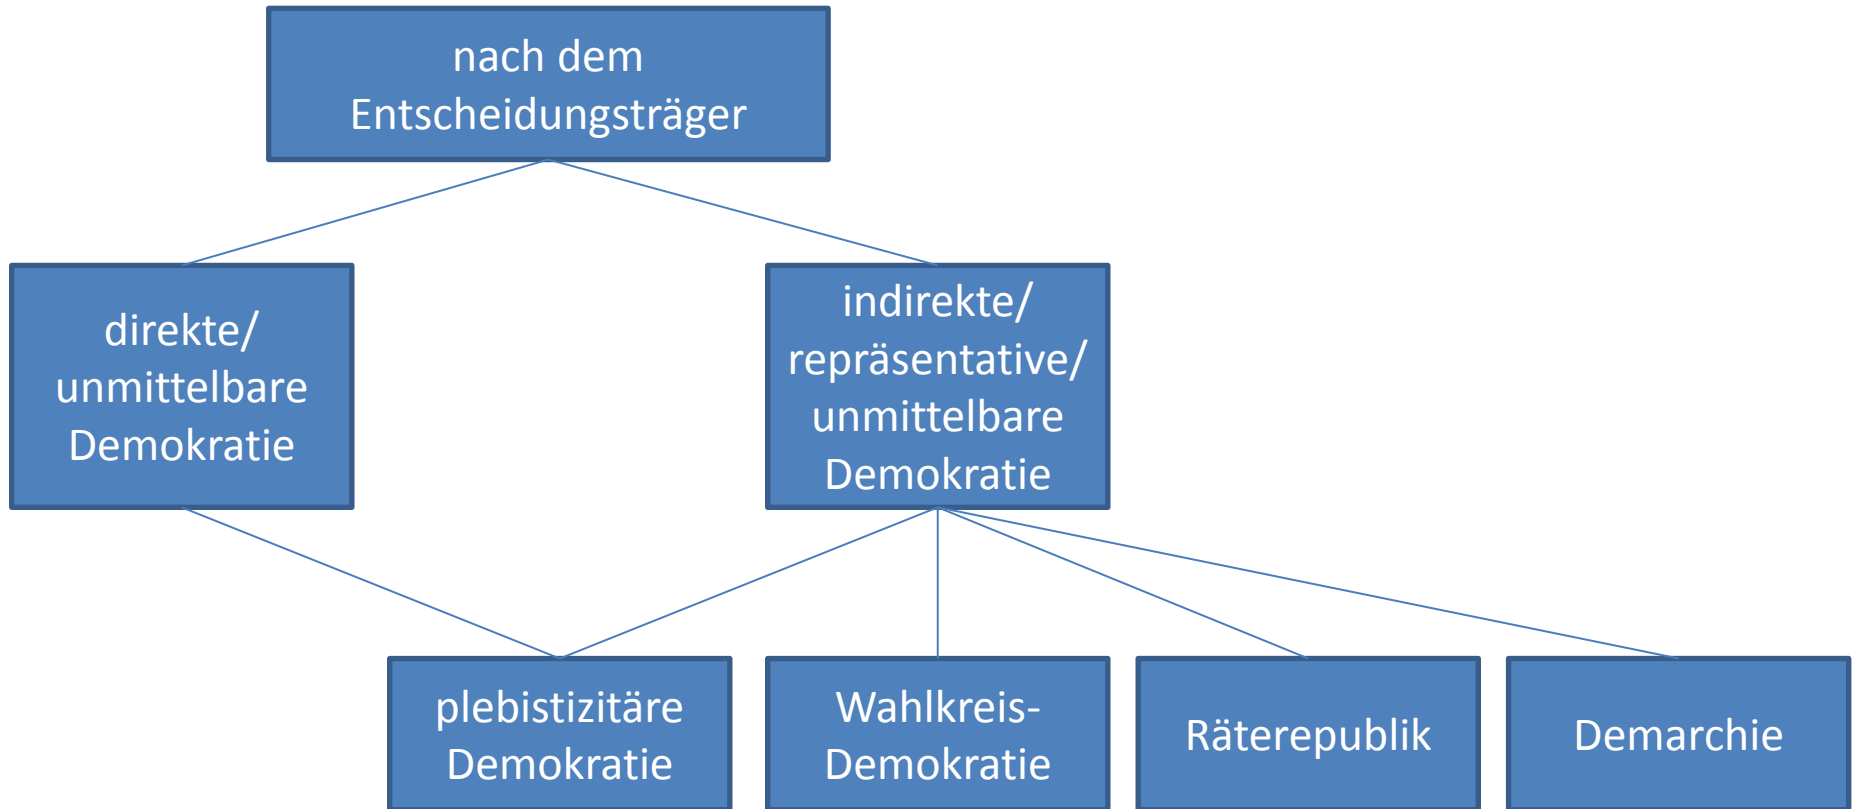 nach dem
Entscheidungsträger
direkte/
unmittelbare
Demokratie
indirekte/
repräsentative/
unmittelbare
Demokratie
plebistizitäre
Demokratie
Wahlkreis-
Demokratie
Räterepublik
Demarchie